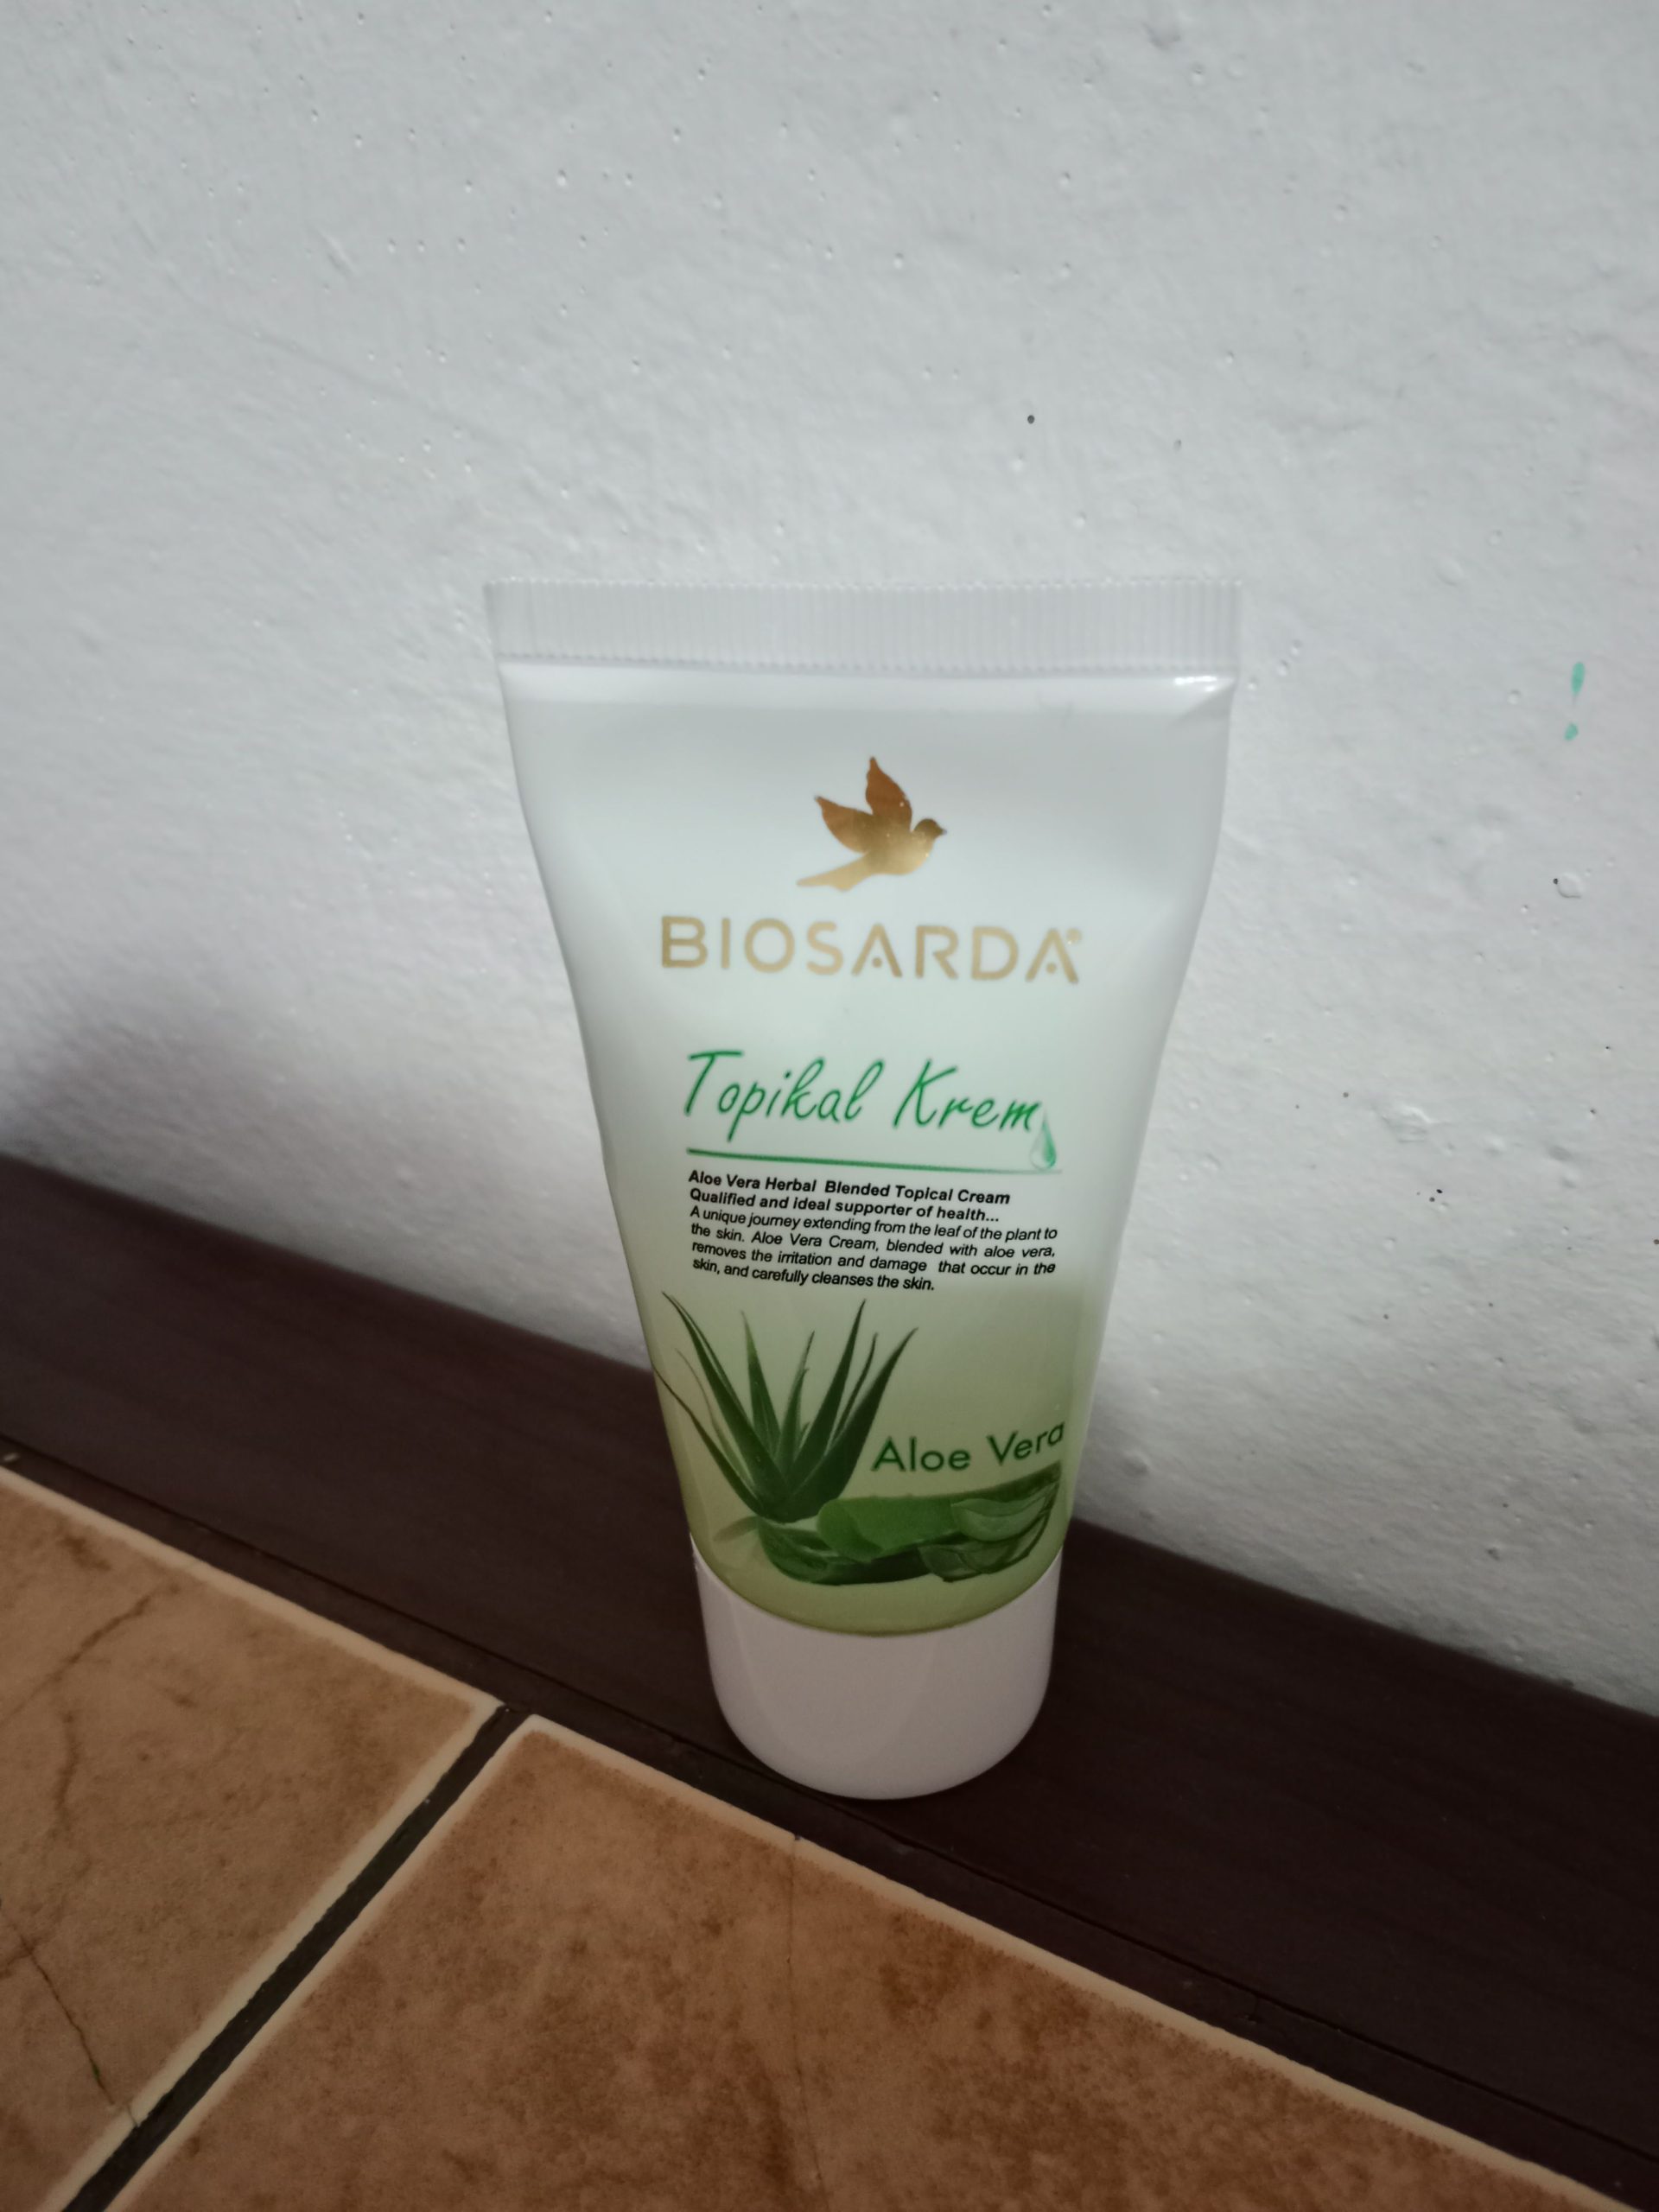 BIOSARDA®
Topikal Krem
Aloe Vera Herbal Blended Topical Cream
Qualified and ideal supporter of health...
A unique journey extending from the leaf of the plant to
the skin. Aloe Vera Cream, blended with aloe vera,
removes the irritation and damage that occur in the
skin, and carefully cleanses the skin.
Aloe Vera